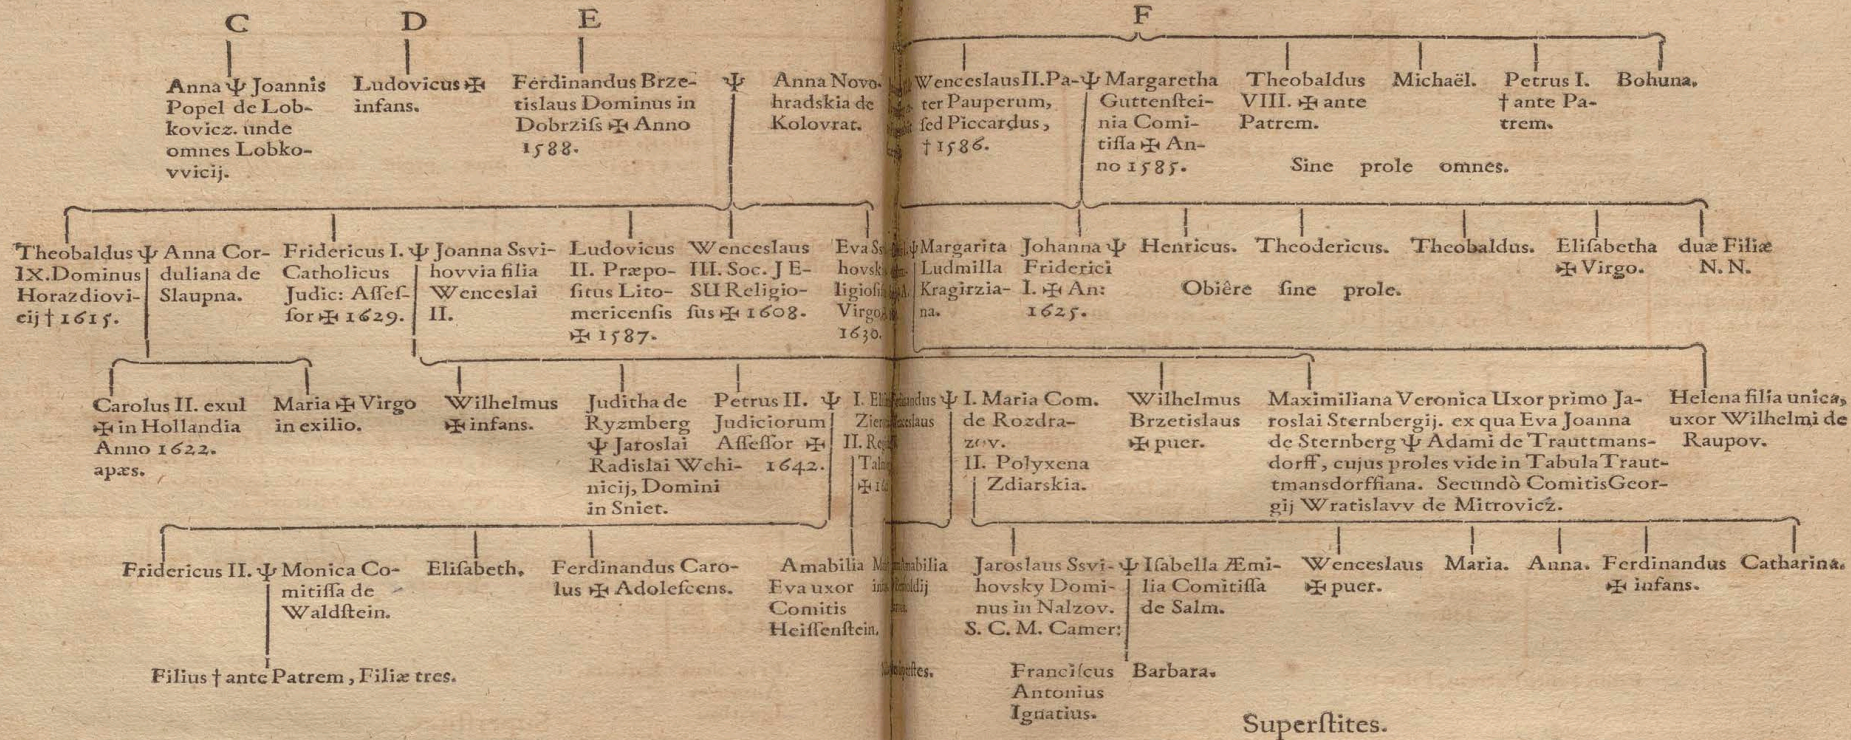 C D E F
Anna Ψ Joannis
Popel de Lob-
kovicz. unde
omnes Lobko-
vvicij.
Ludovicus ✠
infans.
Ferdinandus Brze-
tislaus Dominus in
Dobrziſs ✠ Anno
1588.
Ψ
Anna Novo-
hradskia de
Kolovrat.
Wenceslaus II. Pa-
ter Pauperum,
ſed Piccardus,
† 1586.
Ψ Margaretha
Guttenſtei-
nia Comi-
tiſſa ✠ An-
no 1585.
Theobaldus
VIII. ✠ ante
Patrem.
Michaël.
Petrus I.
† ante Pa-
trem.
Bohuna.
Sine prole omnes.
Theobaldus Ψ
IX. Dominus
Horazdiovi-
cij † 1615.
Anna Cor-
duliana de
Slaupna.
Fridericus I. Ψ
Catholicus
Judic: Aſſeſ-
ſor ✠ 1629.
Joanna Ssvi-
hovvia filia
Wenceslai
II.
Ludovicus
II. Præpo-
ſitus Lito-
mericenſis
✠ 1587.
Wenceslaus
III. Soc. JE-
SU Religio-
ſus ✠ 1608.
Eva
Virgo
1630.
Ψ Margarita
Ludmilla
Kragirzia-
na.
Johanna Ψ
Friderici
I. ✠ An:
1625.
Henricus.
Theodericus.
Theobaldus.
Eliſabetha
✠ Virgo.
duæ Filiæ
N. N.
Obiêre ſine prole.
Carolus II. exul
✠ in Hollandia
Anno 1622.
apæs.
Maria ✠ Virgo
in exilio.
Wilhelmus
✠ infans.
Juditha de
Ryzmberg
Ψ Jaroslai
Radislai Wchi-
nicij, Domini
in Sniet.
Petrus II. Ψ
Judiciorum
Aſſeſſor ✠
1642.
I.
II.
✠
Ψ I. Maria Com.
de Rozdra-
zov.
II. Polyxena
Zdiarskia.
Wilhelmus
Brzetislaus
✠ puer.
Maximiliana Veronica Uxor primo Ja-
roslai Sternbergij. ex qua Eva Joanna
de Sternberg Ψ Adami de Trauttmans-
dorff, cujus proles vide in Tabula Traut-
tmansdorffiana. Secundò Comitis Geor-
gij Wratislavv de Mitrovicz.
Helena filia unica,
uxor Wilhelmi de
Raupov.
Fridericus II. Ψ
Monica Co-
mitiſſa de
Waldſtein.
Eliſabeth.
Ferdinandus Caro-
lus ✠ Adoleſcens.
Amabilia
Eva uxor
Comitis
Heiſſenſtein.
Jaroslaus Ssvi-
hovsky Domi-
nus in Nalzov.
S. C. M. Camer:
Ψ Iſabella Æmi-
lia Comitiſſa
de Salm.
Wenceslaus
✠ puer.
Maria.
Anna.
Ferdinandus
✠ infans.
Catharina.
Filius † ante Patrem, Filiæ tres.
Franciſcus
Antonius
Ignatius.
Barbara.
Superſtites.